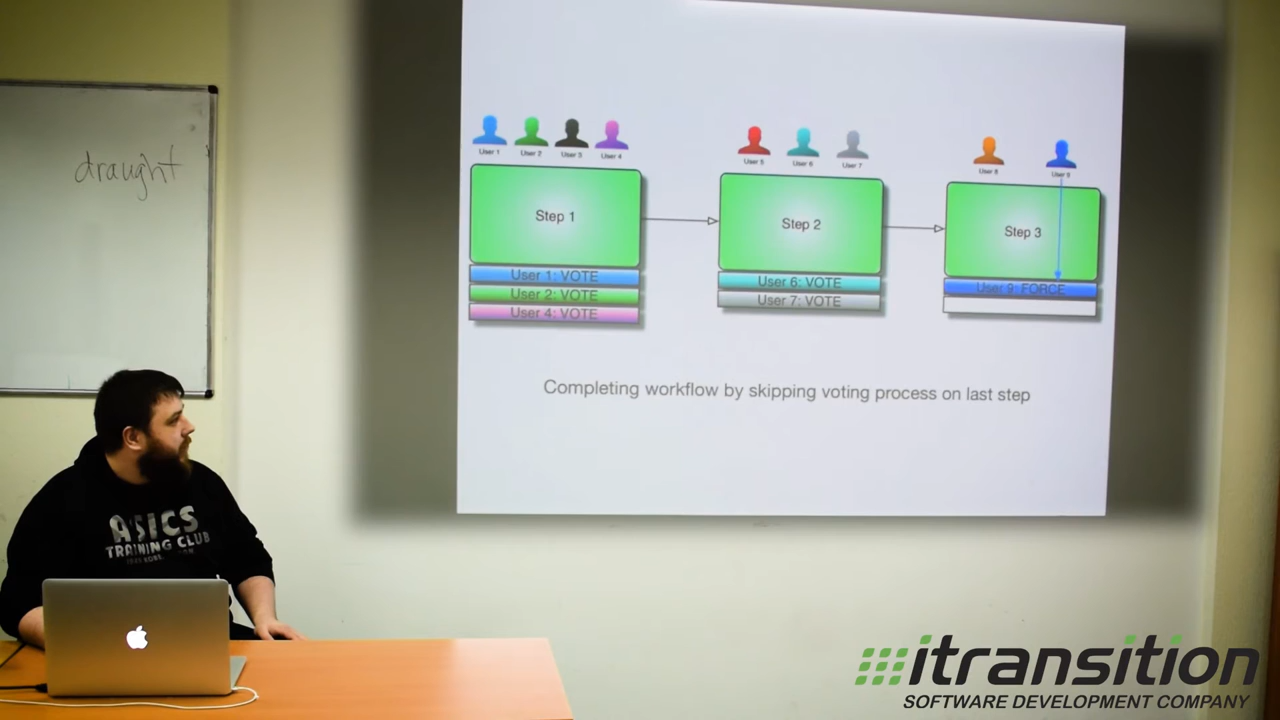 draught
User 1 User 2 User 3 User 4
User 5 User 6 User 7
User 8 User 9
Step 1
Step 2
Step 3
User 1: VOTE
User 2: VOTE
User 4: VOTE
User 6: VOTE
User 7: VOTE
User 9: FORCE
Completing workflow by skipping voting process on last step
ASICS
TRAINING CLUB
itransition
SOFTWARE DEVELOPMENT COMPANY